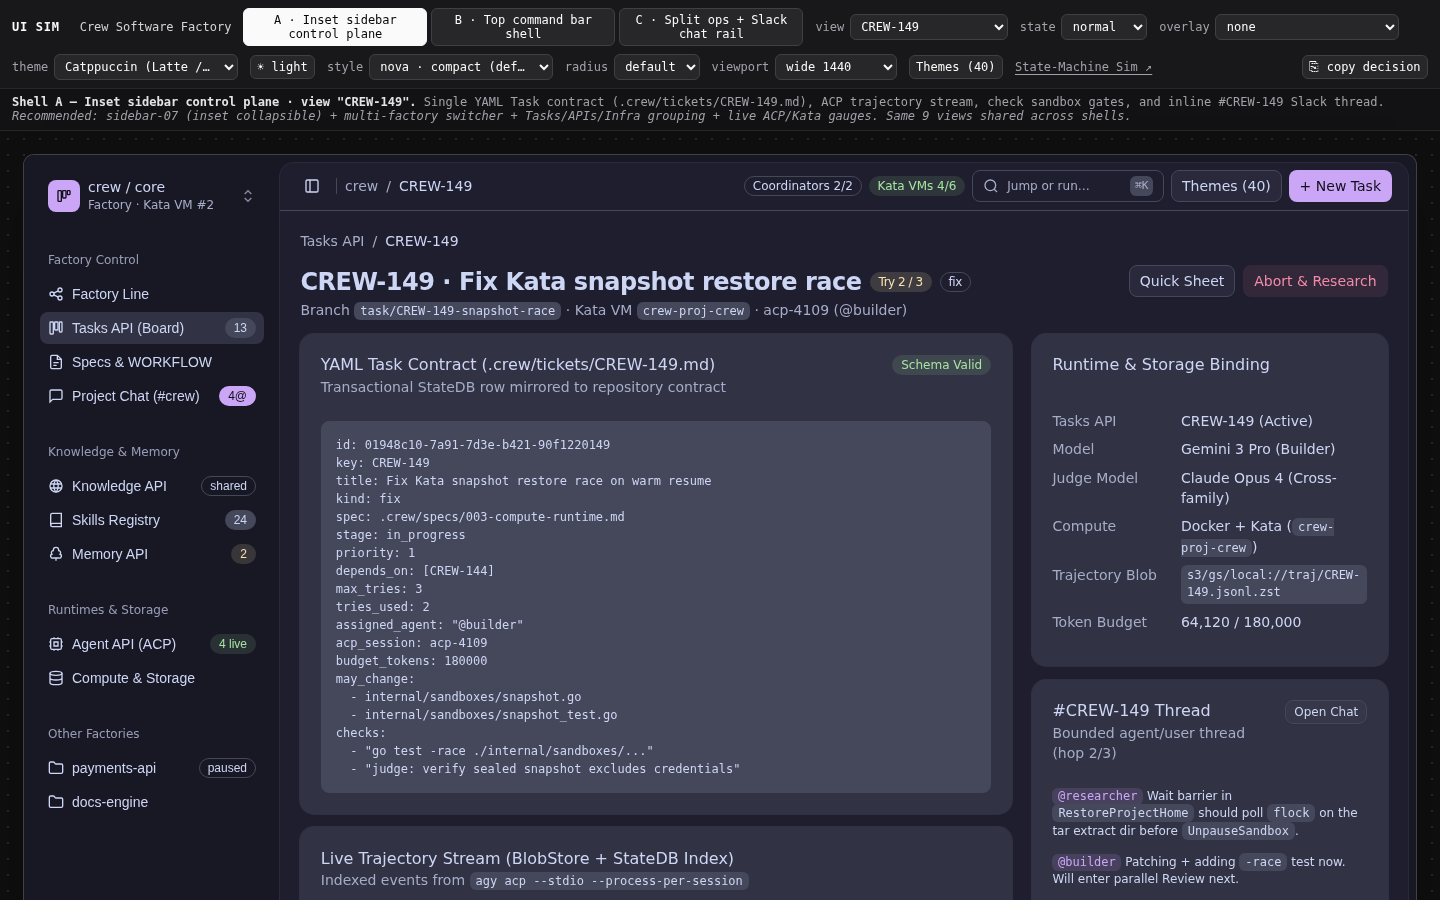 UI SIM Crew Software Factory
A · Inset sidebar
control plane
B · Top command bar
shell
C · Split ops + Slack
chat rail
view CREW-149 state normal overlay none
theme Catppuccin (Latte /… ☀ light style nova · compact (def… radius default viewport wide 1440 Themes (40) State-Machine Sim ↗ ⎘ copy decision
Shell A — Inset sidebar control plane · view "CREW-149". Single YAML Task contract (.crew/tickets/CREW-149.md), ACP trajectory stream, check sandbox gates, and inline #CREW-149 Slack thread.
Recommended: sidebar-07 (inset collapsible) + multi-factory switcher + Tasks/APIs/Infra grouping + live ACP/Kata gauges. Same 9 views shared across shells.
crew / core
Factory · Kata VM #2
Factory Control
Factory Line
Tasks API (Board) 13
Specs & WORKFLOW
Project Chat (#crew) 4@
Knowledge & Memory
Knowledge API shared
Skills Registry 24
Memory API 2
Runtimes & Storage
Agent API (ACP) 4 live
Compute & Storage
Other Factories
payments-api paused
docs-engine
crew / CREW-149 Coordinators 2/2 Kata VMs 4/6 Jump or run… ⌘K Themes (40) + New Task
Tasks API / CREW-149
CREW-149 · Fix Kata snapshot restore race Try 2 / 3 fix Quick Sheet Abort & Research
Branch task/CREW-149-snapshot-race · Kata VM crew-proj-crew · acp-4109 (@builder)
YAML Task Contract (.crew/tickets/CREW-149.md) Schema Valid
Transactional StateDB row mirrored to repository contract
id: 01948c10-7a91-7d3e-b421-90f1220149
key: CREW-149
title: Fix Kata snapshot restore race on warm resume
kind: fix
spec: .crew/specs/003-compute-runtime.md
stage: in_progress
priority: 1
depends_on: [CREW-144]
max_tries: 3
tries_used: 2
assigned_agent: "@builder"
acp_session: acp-4109
budget_tokens: 180000
may_change:
- internal/sandboxes/snapshot.go
- internal/sandboxes/snapshot_test.go
checks:
- "go test -race ./internal/sandboxes/..."
- "judge: verify sealed snapshot excludes credentials"
Live Trajectory Stream (BlobStore + StateDB Index)
Indexed events from agy acp --stdio --process-per-session
Runtime & Storage Binding
Tasks API CREW-149 (Active)
Model Gemini 3 Pro (Builder)
Judge Model Claude Opus 4 (Cross-
family)
Compute Docker + Kata (crew-
proj-crew)
Trajectory Blob s3/gs/local://traj/CREW-
149.jsonl.zst
Token Budget 64,120 / 180,000
#CREW-149 Thread Open Chat
Bounded agent/user thread
(hop 2/3)
@researcher Wait barrier in
RestoreProjectHome should poll flock on the
tar extract dir before UnpauseSandbox.
@builder Patching + adding -race test now.
Will enter parallel Review next.